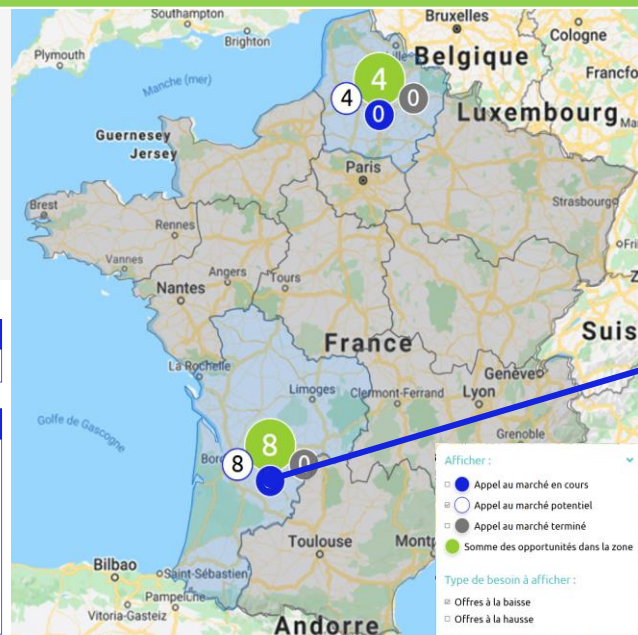 Southampton
Bruxelles
Brighton
Cologne
Plymouth
Lille
Belgique
Manche (mer)
4
4
0
0
Francfo
Luxembourg
Guernesey
Jersey
Paris
Brest
Strasbourg
Rennes
Vannes
Angers
Tours
Nantes
France
Suis
La Rochelle
Genève
Limoges
Clermont-Ferrand
Lyon
Grenoble
Golfe de Gascogne
8
8
0
Toulouse
Bilbao
Saint-Sébastien
Vitoria-Gasteiz
Andorre
Afficher :
Appel au marché en cours
Appel au marché potentiel
Appel au marché terminé
Somme des opportunités dans la zone
Type de besoin à afficher :
Offres à la baisse
Offres à la hausse